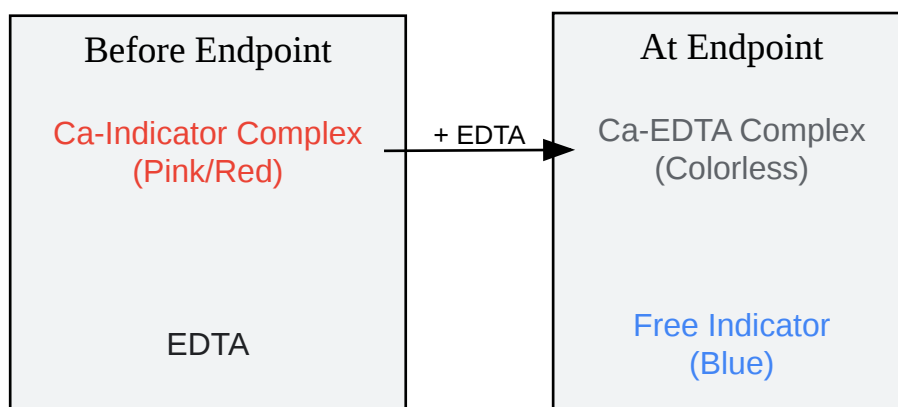 Before Endpoint
Ca-Indicator Complex
(Pink/Red)
EDTA
+ EDTA
At Endpoint
Ca-EDTA Complex
(Colorless)
Free Indicator
(Blue)